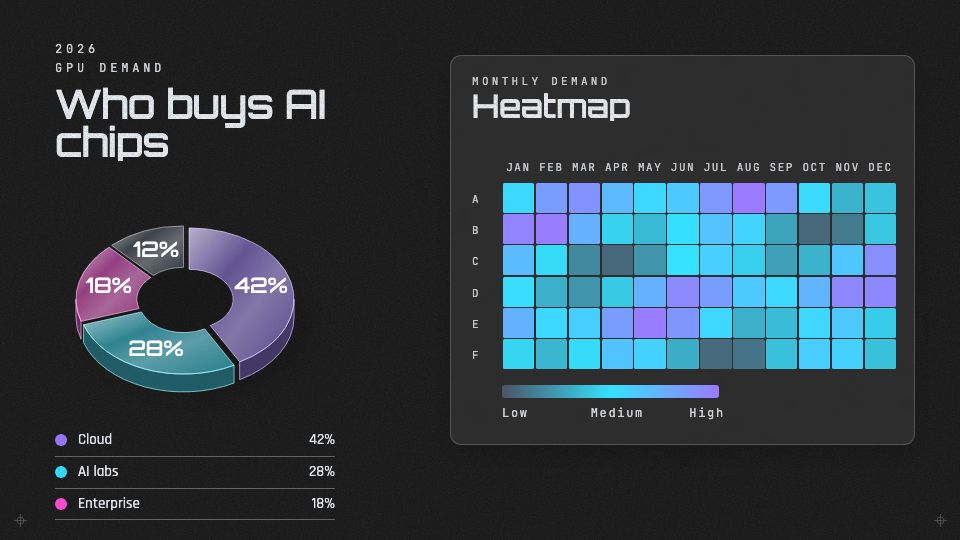 2026
GPU DEMAND
Who buys AI
chips
12%
18%
42%
28%
Cloud 42%
AI labs 28%
Enterprise 18%
MONTHLY DEMAND
Heatmap
JAN FEB MAR APR MAY JUN JUL AUG SEP OCT NOV DEC
A
B
C
D
E
F
Low Medium High